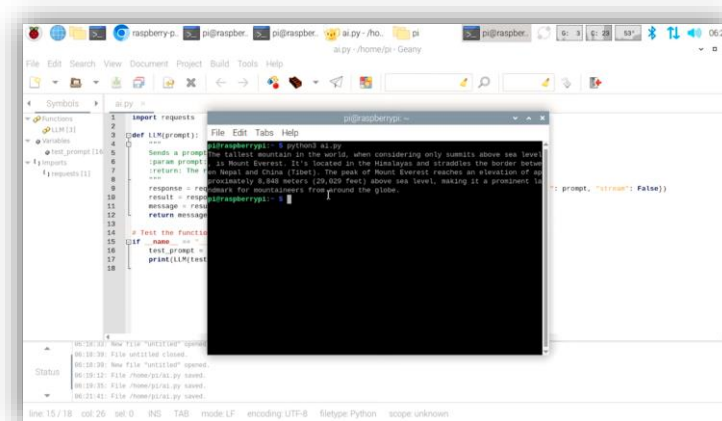 raspberry-p..
pi@raspber..
pi@raspber..
ai.py - /ho..
pi
pi@raspber..
G: 3
C: 23
53°
06:2
ai.py - /home/pi - Geany
File Edit Search View Document Project Build Tools Help
Symbols
ai.py
Functions
LLM [3]
Variables
test_prompt [16
Imports
requests [1]
1 import requests
2
3 def LLM(prompt):
4 """
5 Sends a prompt
6 :param prompt:
7 :return: The r
8 """
9 response = req
": prompt, "stream": False})
10 result = respo
11 message = resu
12 return message
13
14 # Test the functio
15 if __name__ == "_
16 test_prompt =
17 print(LLM(test
18
pi@raspberrypi: ~
File Edit Tabs Help
pi@raspberrypi:~ $ python3 ai.py
The tallest mountain in the world, when considering only summits above sea level
, is Mount Everest. It's located in the Himalayas and straddles the border betwe
en Nepal and China (Tibet). The peak of Mount Everest reaches an elevation of ap
proximately 8,848 meters (29,029 feet) above sea level, making it a prominent la
ndmark for mountaineers from around the globe.
pi@raspberrypi:~ $
Status
New file "untitled" opened
06:18:38: File untitled closed.
06:18:38: New file "untitled" opened.
06:19:12: File /home/pi/ai.py saved.
06:19:35: File /home/pi/ai.py saved.
06:21:41: File /home/pi/ai.py saved.
line: 15 / 18 col: 26 sel: 0 INS TAB mode: LF encoding: UTF-8 filetype: Python scope: unknown